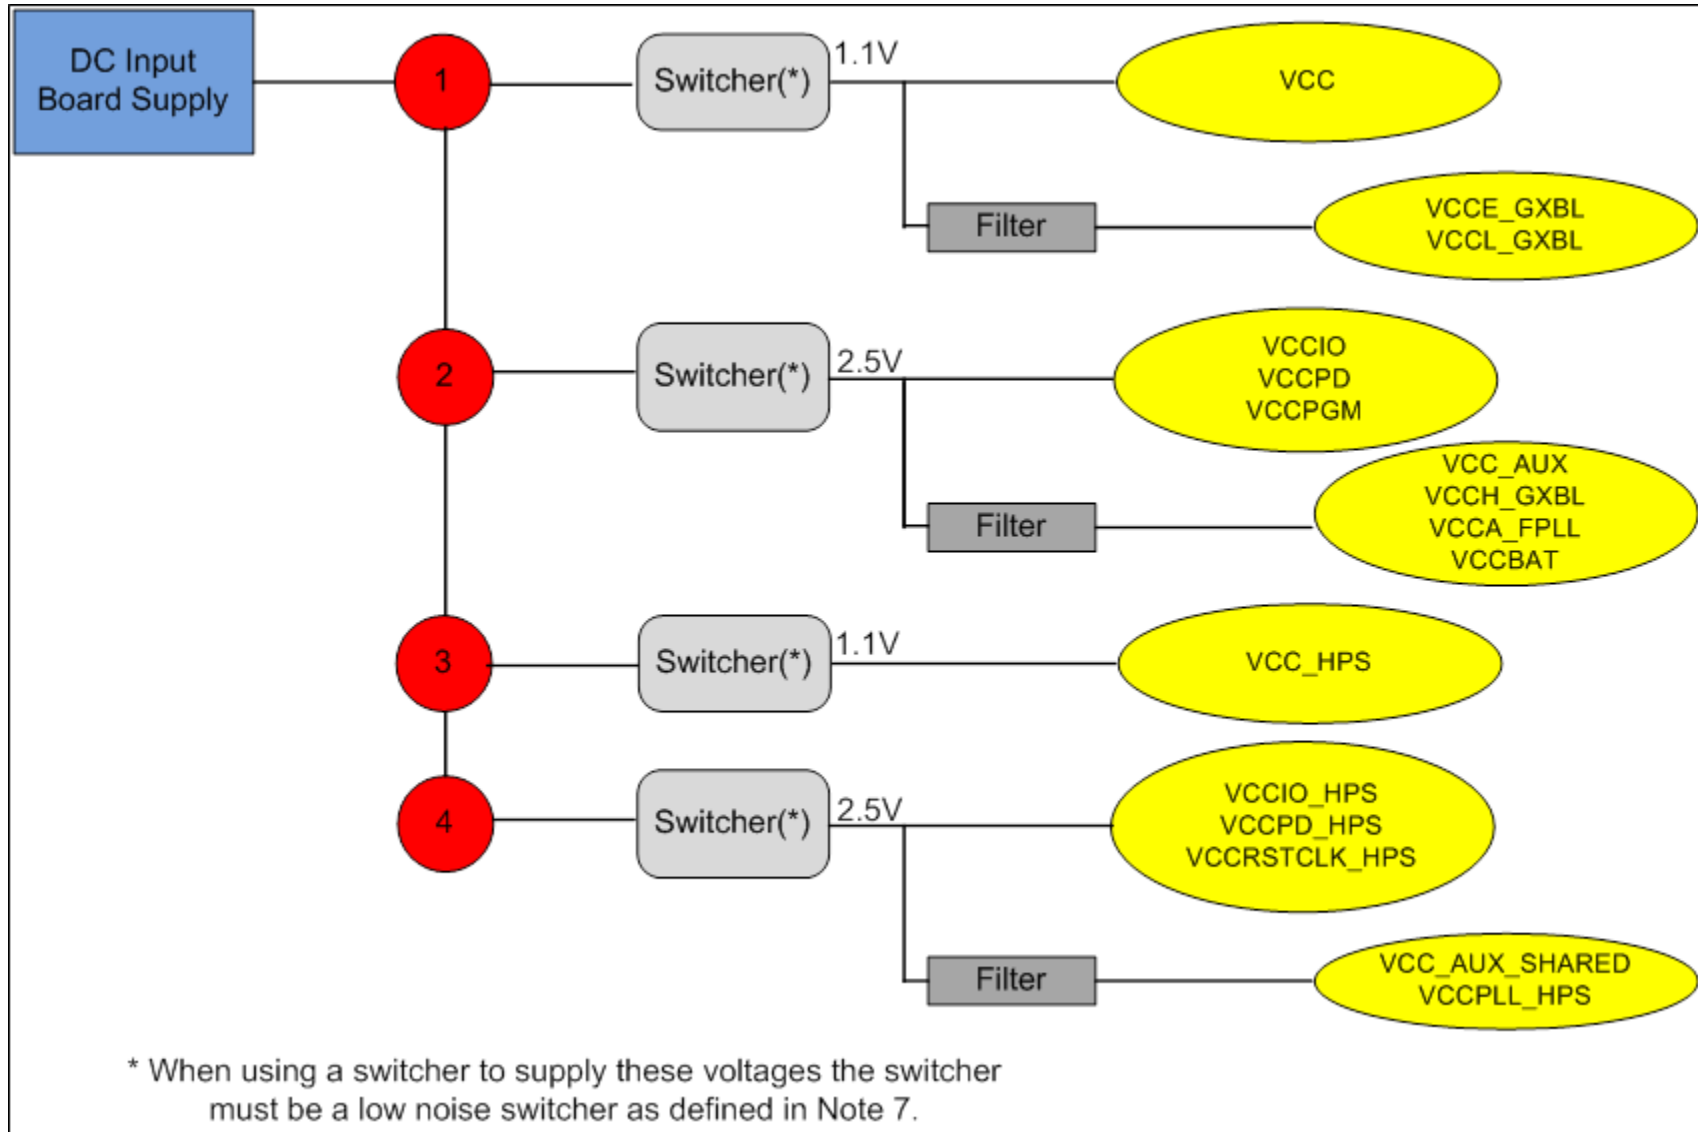 DC Input
Board Supply
1
Switcher(*)
1.1V
VCC
Filter
VCCE_GXBL
VCCL_GXBL
2
Switcher(*)
2.5V
VCCIO
VCCPD
VCCPGM
Filter
VCC_AUX
VCCH_GXBL
VCCA_FPLL
VCCBAT
3
Switcher(*)
1.1V
VCC_HPS
4
Switcher(*)
2.5V
VCCIO_HPS
VCCPD_HPS
VCCRSTCLK_HPS
Filter
VCC_AUX_SHARED
VCCPLL_HPS
* When using a switcher to supply these voltages the switcher
must be a low noise switcher as defined in Note 7.